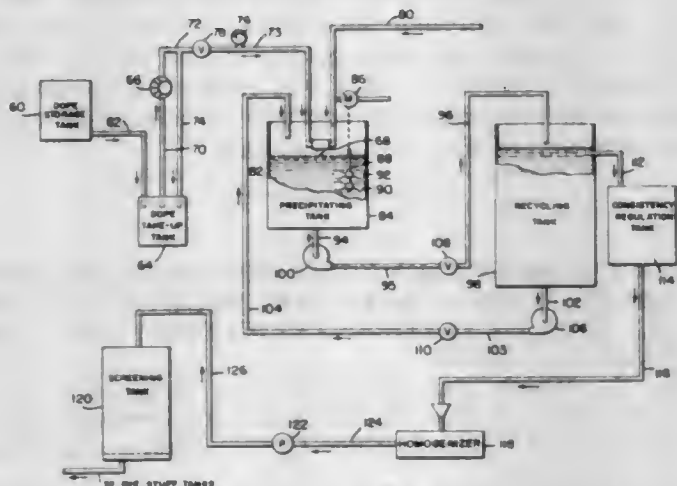 72
76
78
V
73
80
66
86
M
60
DOPE
STORAGE
TANK
62
74
96
68
88
92
90
82
70
112
PRECIPITATING
TANK
84
RECYCLING
TANK
CONSISTENCY
REGULATION
TANK
DOPE
TAKE-UP
TANK
64
94
108
V
98
114
100
95
102
104
106
110
V
103
SCREENING
TANK
120
126
122
P
124
HOMOGENIZER
118